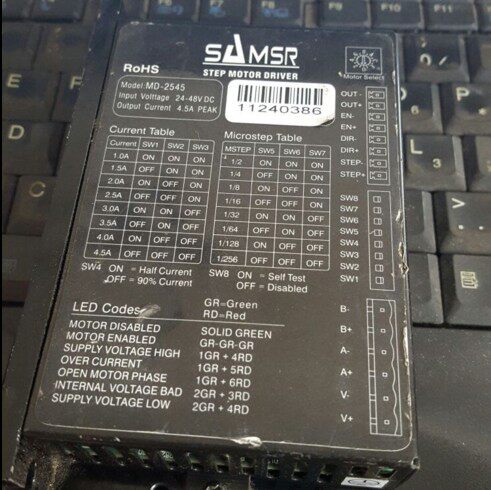 SAMSR
RoHS
STEP MOTOR DRIVER
Motor Select
Model: MD-2545
Input Voltage 24-48V DC
Output Current 4.5A PEAK
11240386
Current Table
Current SW1 SW2 SW3
1.0A ON ON ON
1.5A OFF ON ON
2.0A ON OFF ON
2.5A OFF OFF ON
3.0A ON ON OFF
3.5A OFF ON OFF
4.0A ON OFF OFF
4.5A OFF OFF OFF
SW4 ON = Half Current
OFF = 90% Current
Microstep Table
MSTEP SW5 SW6 SW7
1/2 ON ON ON
1/4 OFF ON ON
1/8 ON OFF ON
1/16 OFF OFF ON
1/32 ON ON OFF
1/64 OFF ON OFF
1/128 ON OFF OFF
1/256 OFF OFF OFF
SW8 ON = Self Test
OFF = Disabled
LED Codes
GR=Green
RD=Red
MOTOR DISABLED SOLID GREEN
MOTOR ENABLED GR-GR-GR
SUPPLY VOLTAGE HIGH 1GR + 4RD
OVER CURRENT 1GR + 5RD
OPEN MOTOR PHASE 1GR + 6RD
INTERNAL VOLTAGE BAD 2GR + 3RD
SUPPLY VOLTAGE LOW 2GR + 4RD
OUT-
OUT+
EN-
EN+
DIR-
DIR+
STEP-
STEP+
SW8
SW7
SW6
SW5
SW4
SW3
SW2
SW1
B-
B+
A-
A+
V-
V+